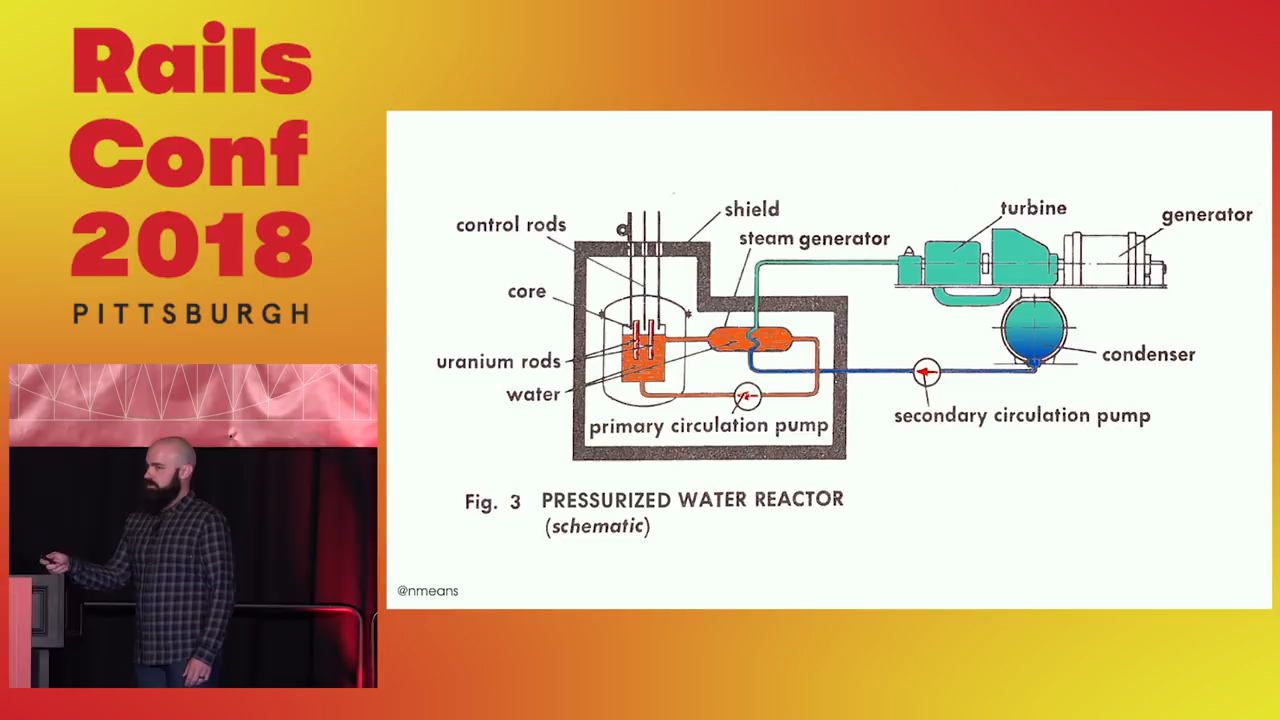 Rails
Conf
2018
PITTSBURGH
control rods
shield
steam generator
turbine
generator
core
uranium rods
water
condenser
secondary circulation pump
primary circulation pump
Fig. 3 PRESSURIZED WATER REACTOR
(schematic)
@nmeans